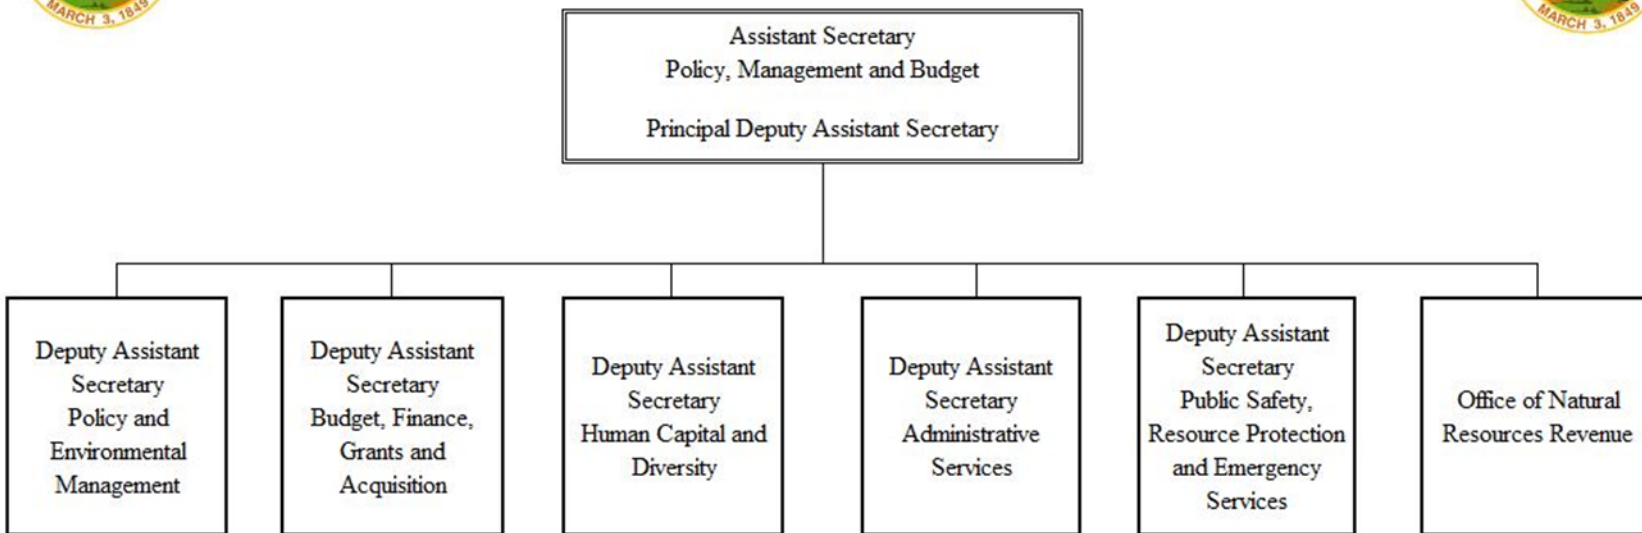 MARCH 3, 1849
MARCH 3, 1849
Assistant Secretary
Policy, Management and Budget
Principal Deputy Assistant Secretary
Deputy Assistant
Secretary
Policy and
Environmental
Management
Deputy Assistant
Secretary
Budget, Finance,
Grants and
Acquisition
Deputy Assistant
Secretary
Human Capital and
Diversity
Deputy Assistant
Secretary
Administrative
Services
Deputy Assistant
Secretary
Public Safety,
Resource Protection
and Emergency
Services
Office of Natural
Resources Revenue